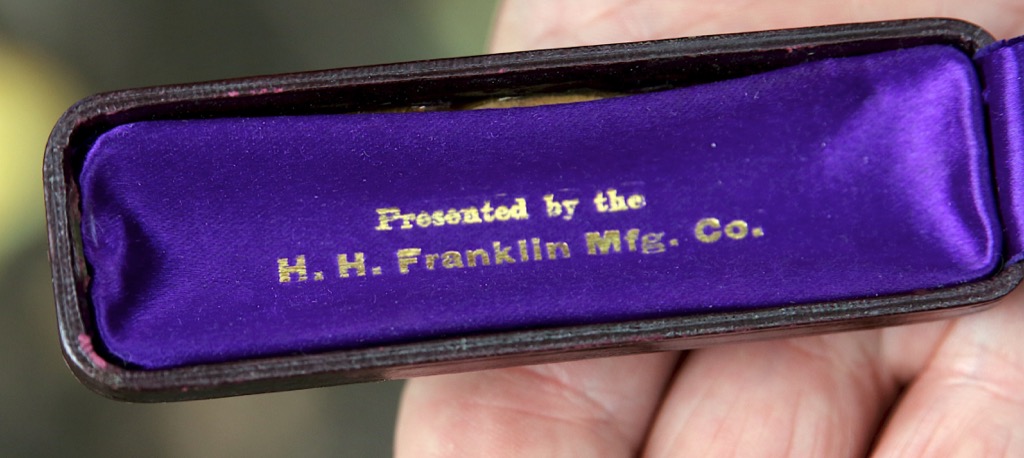 Presented by the
H. H. Franklin Mfg. Co.